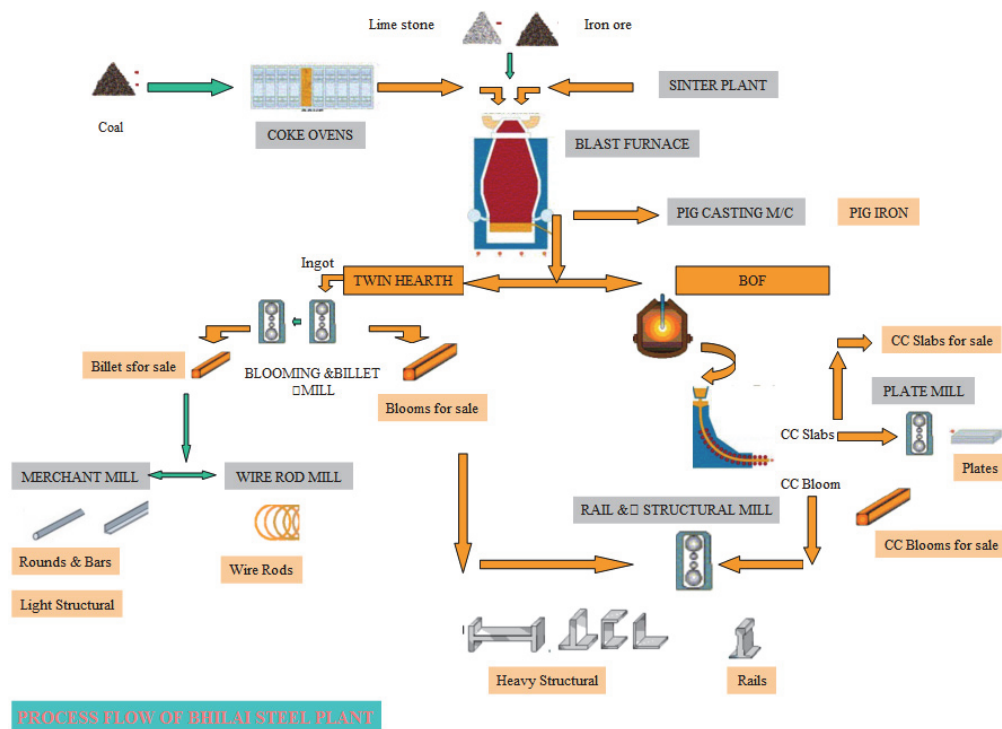 Lime stone
Iron ore
SINTER PLANT
Coal
COKE OVENS
BLAST FURNACE
PIG CASTING M/C
PIG IRON
Ingot
TWIN HEARTH
BOF
CC Slabs for sale
Billet sfor sale
BLOOMING &BILLET
□MILL
Blooms for sale
PLATE MILL
CC Slabs
Plates
MERCHANT MILL
WIRE ROD MILL
CC Bloom
RAIL &□ STRUCTURAL MILL
CC Blooms for sale
Rounds & Bars
Wire Rods
Light Structural
Heavy Structural
Rails
PROCESS FLOW OF BHILAI STEEL PLANT